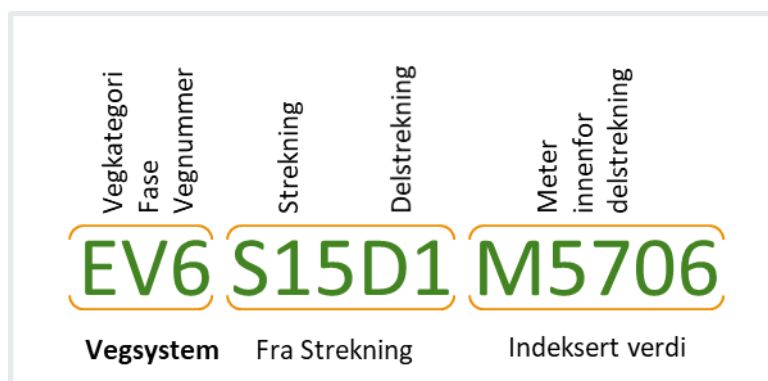 Vegkategori
Fase
Vegnummer
Strekning
Delstrekning
Meter
innenfor
delstrekning
EV6 S15D1 M5706
Vegsystem Fra Strekning Indeksert verdi